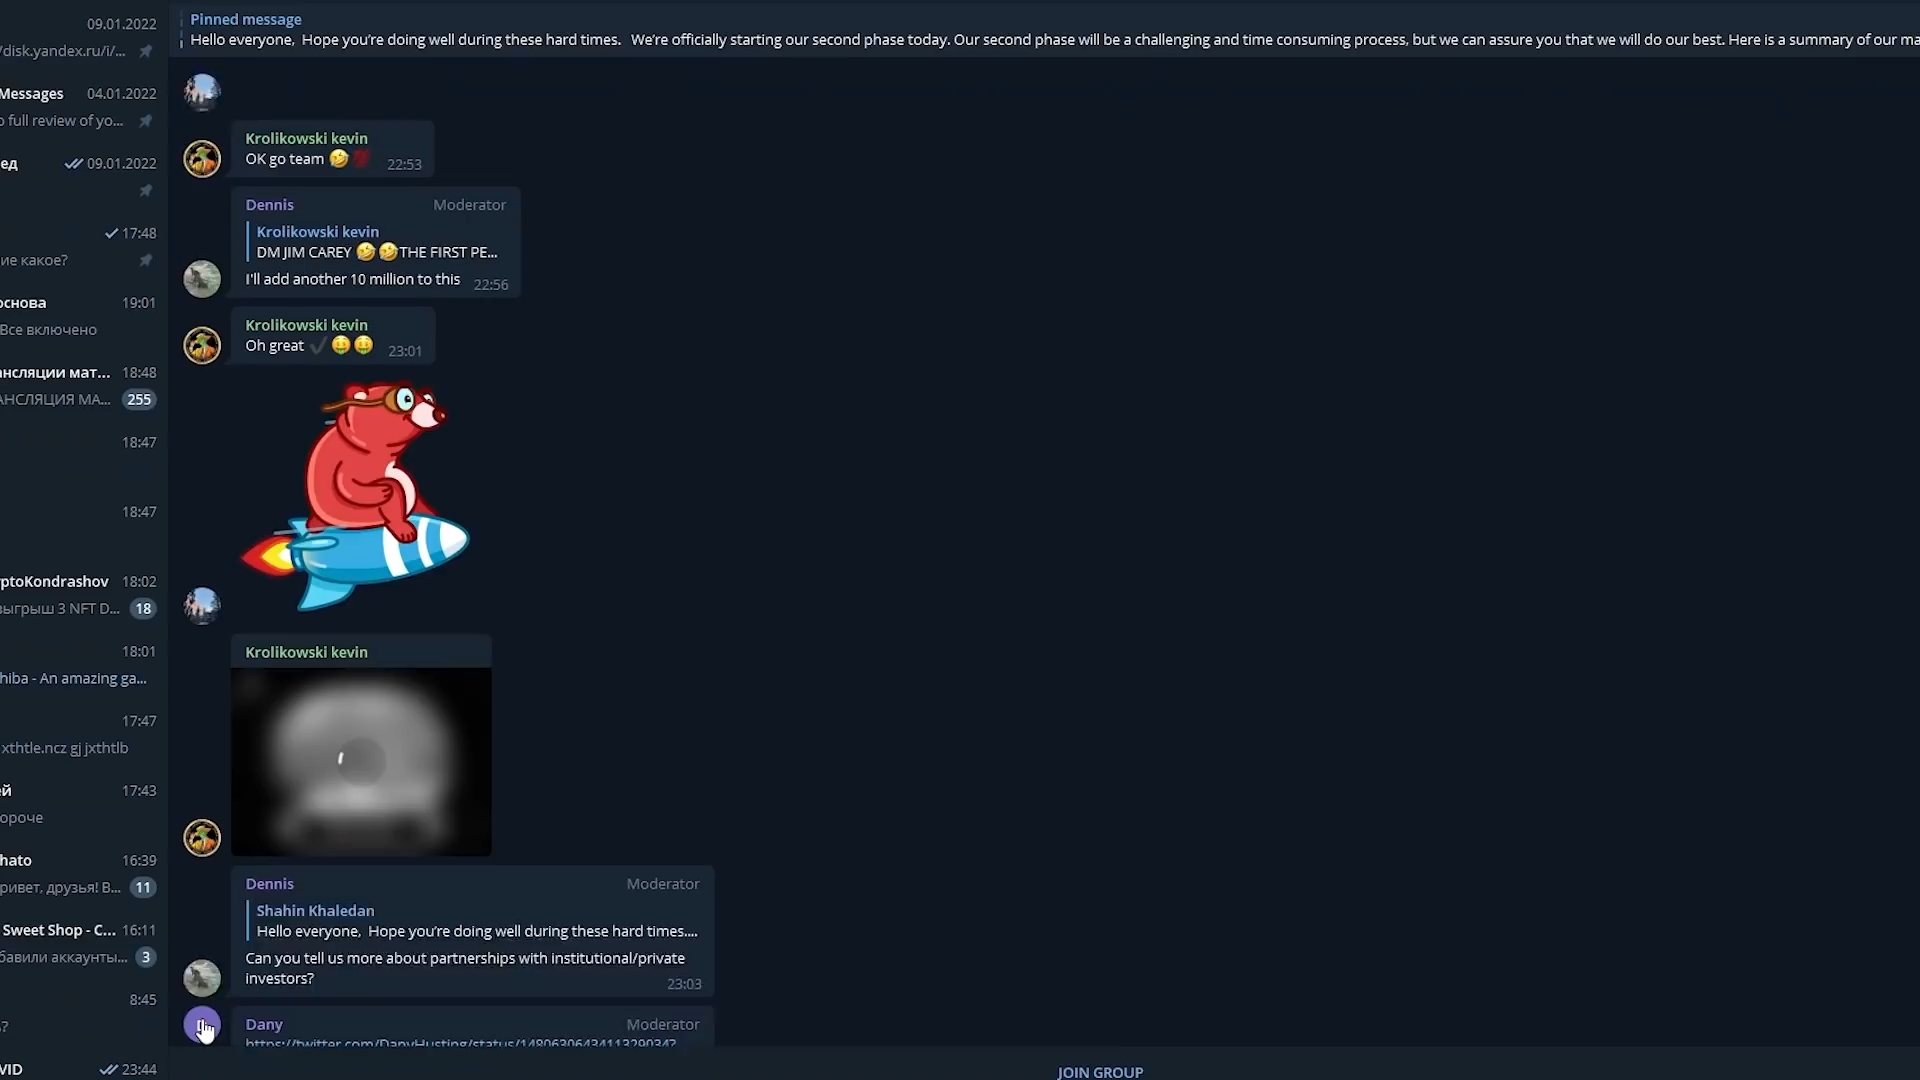 09.01.2022
/disk.yandex.ru/i/...
Messages 04.01.2022
o full review of yo...
ед 09.01.2022
17:48
ие какое?
основа 19:01
Все включено
ансляции мат... 18:48
АНСЛЯЦИЯ МА... 255
18:47
18:47
yptoKondrashov 18:02
зыгрыш 3 NFT D... 18
18:01
hiba - An amazing ga...
17:47
xthtle.ncz gj jxthtlb
ей 17:43
ороче
hato 16:39
ривет, друзья! В... 11
Sweet Shop - C... 16:11
бавили аккаунты... 3
8:45
?
VID 23:44
Pinned message
Hello everyone, Hope you're doing well during these hard times. We're officially starting our second phase today. Our second phase will be a challenging and time consuming process, but we can assure you that we will do our best. Here is a summary of our ma
Krolikowski kevin
OK go team 🤣💯 22:53
Dennis Moderator
Krolikowski kevin
DM JIM CAREY 🤣🤣THE FIRST PE...
I'll add another 10 million to this 22:56
Krolikowski kevin
Oh great ✔️🤑🤑 23:01
Krolikowski kevin
Dennis Moderator
Shahin Khaledan
Hello everyone, Hope you're doing well during these hard times....
Can you tell us more about partnerships with institutional/private
investors? 23:03
Dany Moderator
https://twitter.com/DanyHusting/status/1480630643411329034?
JOIN GROUP